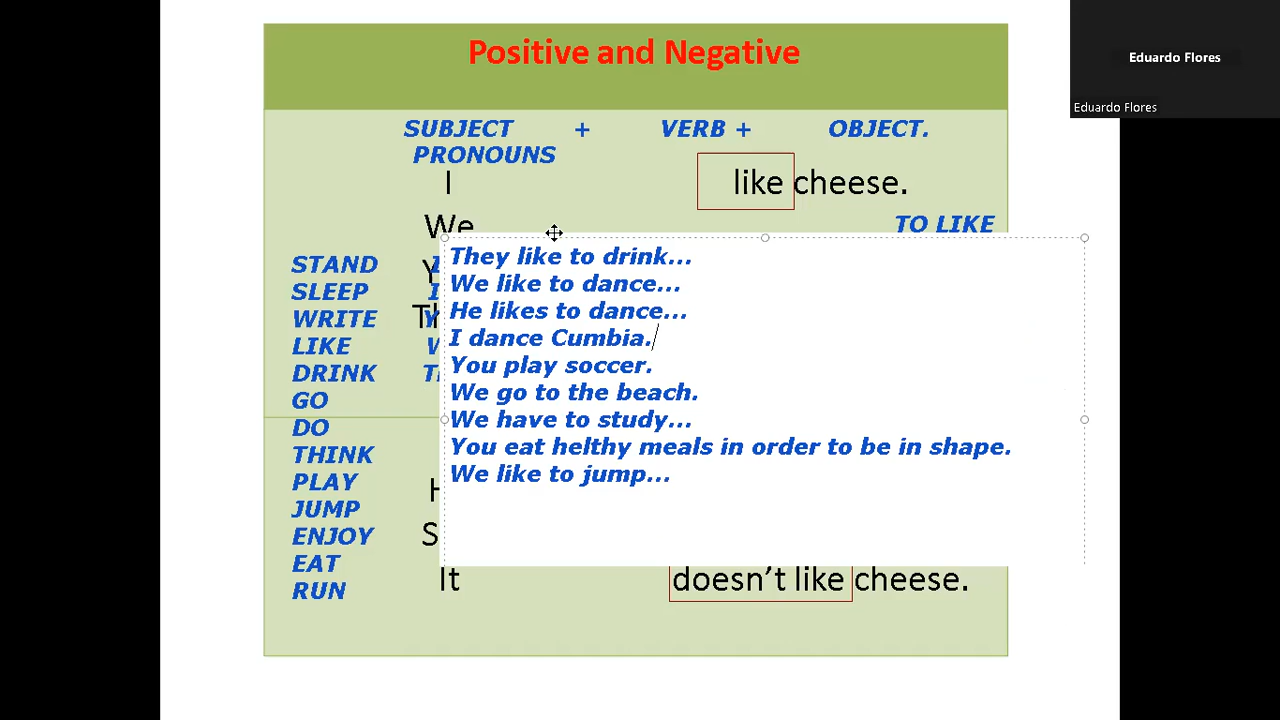 Positive and Negative
Eduardo Flores
Eduardo Flores
SUBJECT + VERB + OBJECT.
PRONOUNS
I like cheese.
We
TO LIKE
They like to drink...
We like to dance...
He likes to dance...
I dance Cumbia.
You play soccer.
We go to the beach.
We have to study...
You eat helthy meals in order to be in shape.
We like to jump...
STAND
SLEEP
WRITE
LIKE
DRINK
GO
DO
THINK
PLAY
JUMP
ENJOY
EAT
RUN
It doesn't like cheese.